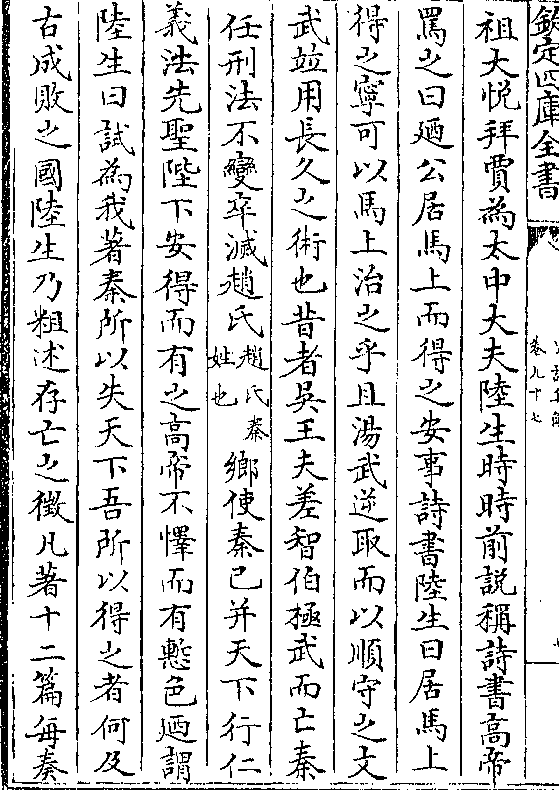 欽定四庫全書
卷九十七
祖大悅拜賈為太中大夫陸生時時前說稱詩書高帝
罵之曰廼公居馬上而得之安事詩書陸生曰居馬上
得之寧可以馬上治之乎且湯武逆取而以順守之文
武竝用長久之術也昔者吳王夫差智伯極武而亡秦
任刑法不變卒滅趙氏趙氏秦姓也鄉使秦已并天下行仁
義法先聖陛下安得而有之高帝不懌而有慙色廼謂
陸生曰試為我著秦所以失天下吾所以得之者何及
古成敗之國陸生乃粗述存亡之徵凡著十二篇每奏